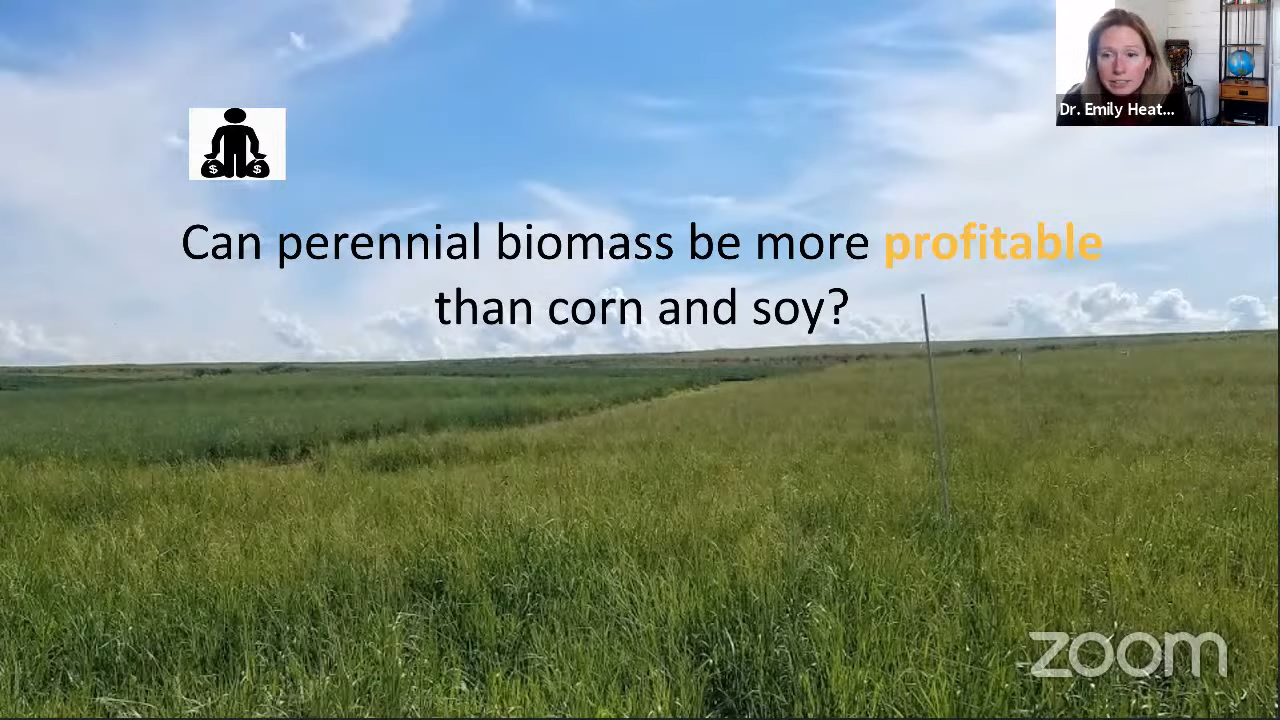 Dr. Emily Heat...
$ $
Can perennial biomass be more profitable
than corn and soy?
zoom